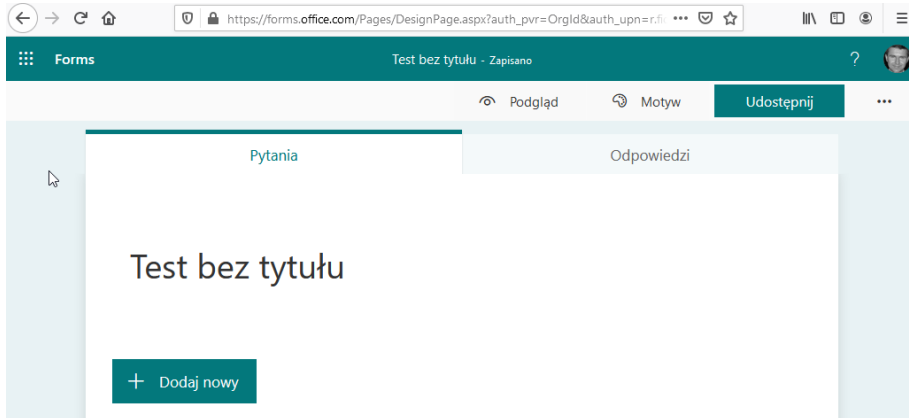 https://forms.office.com/Pages/DesignPage.aspx?auth_pvr=OrgId&auth_upn=r.fi
Forms
Test bez tytułu - Zapisano
?
Podgląd
Motyw
Udostępnij
Pytania
Odpowiedzi
Test bez tytułu
+ Dodaj nowy